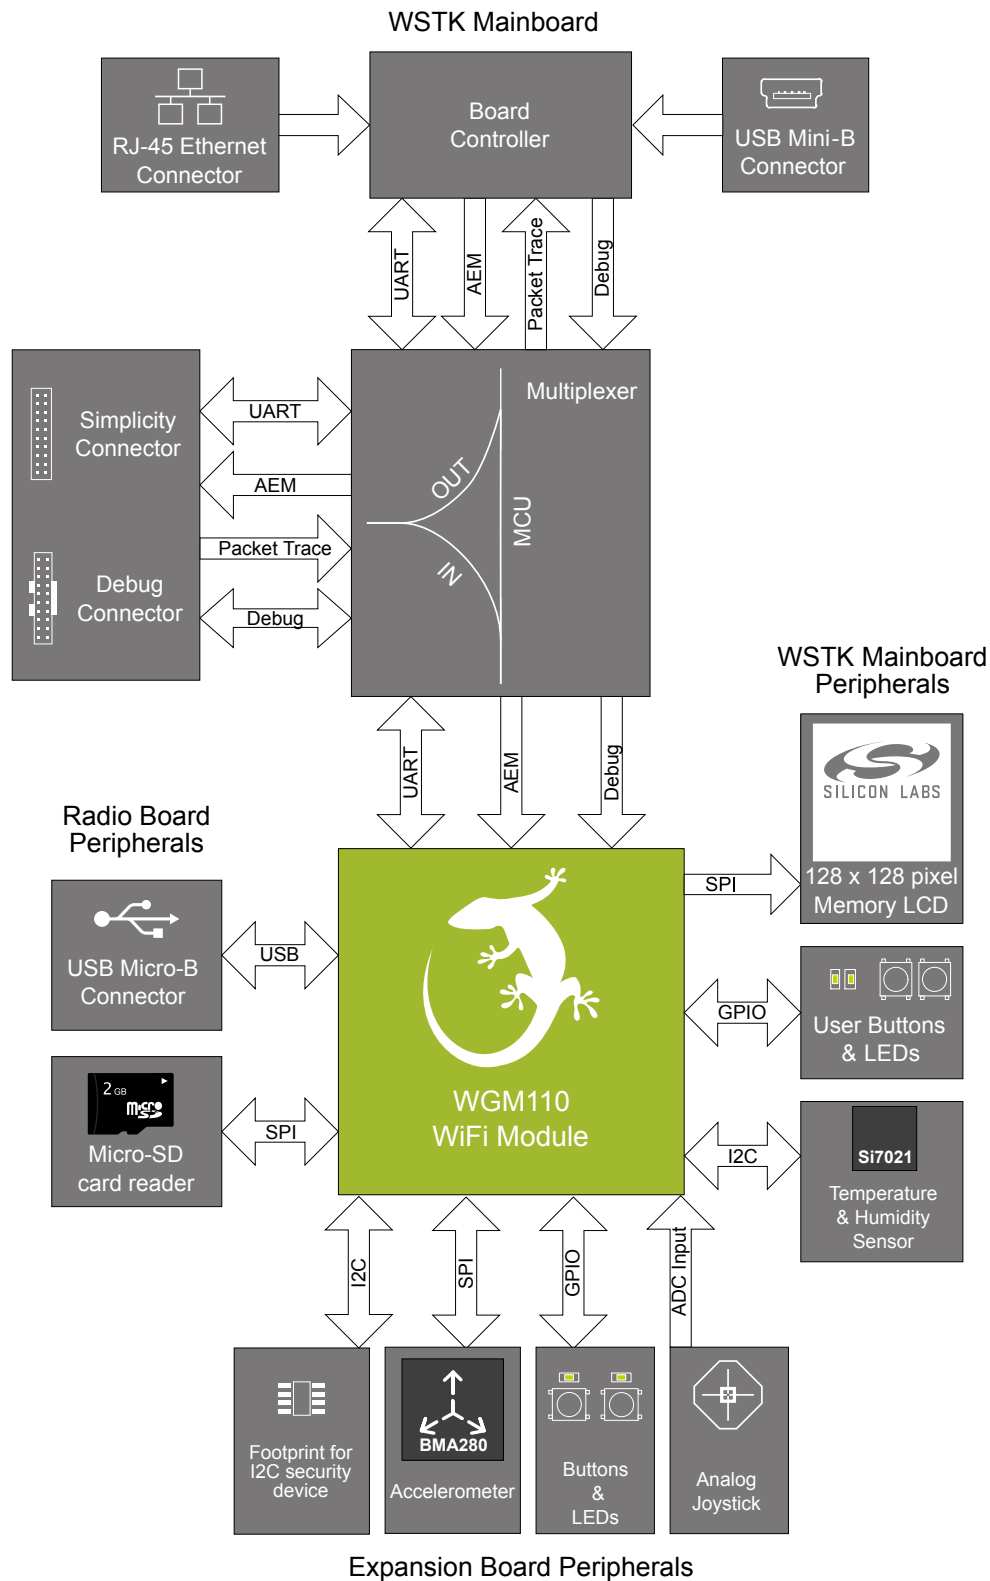 WSTK Mainboard
RJ-45 Ethernet
Connector
Board
Controller
USB Mini-B
Connector
UART
AEM
Packet Trace
Debug
Simplicity
Connector
Debug
Connector
UART
AEM
Packet Trace
Debug
Multiplexer
OUT
IN
MCU
UART
AEM
Debug
WSTK Mainboard
Peripherals
SILICON LABS
128 x 128 pixel
Memory LCD
SPI
Radio Board
Peripherals
USB Micro-B
Connector
USB
2 GB
micro
SD
Micro-SD
card reader
SPI
WGM110
WiFi Module
GPIO
User Buttons
& LEDs
I2C
Si7021
Temperature
& Humidity
Sensor
I2C
SPI
GPIO
ADC Input
Footprint for
I2C security
device
BMA280
Accelerometer
Buttons
&
LEDs
Analog
Joystick
Expansion Board Peripherals